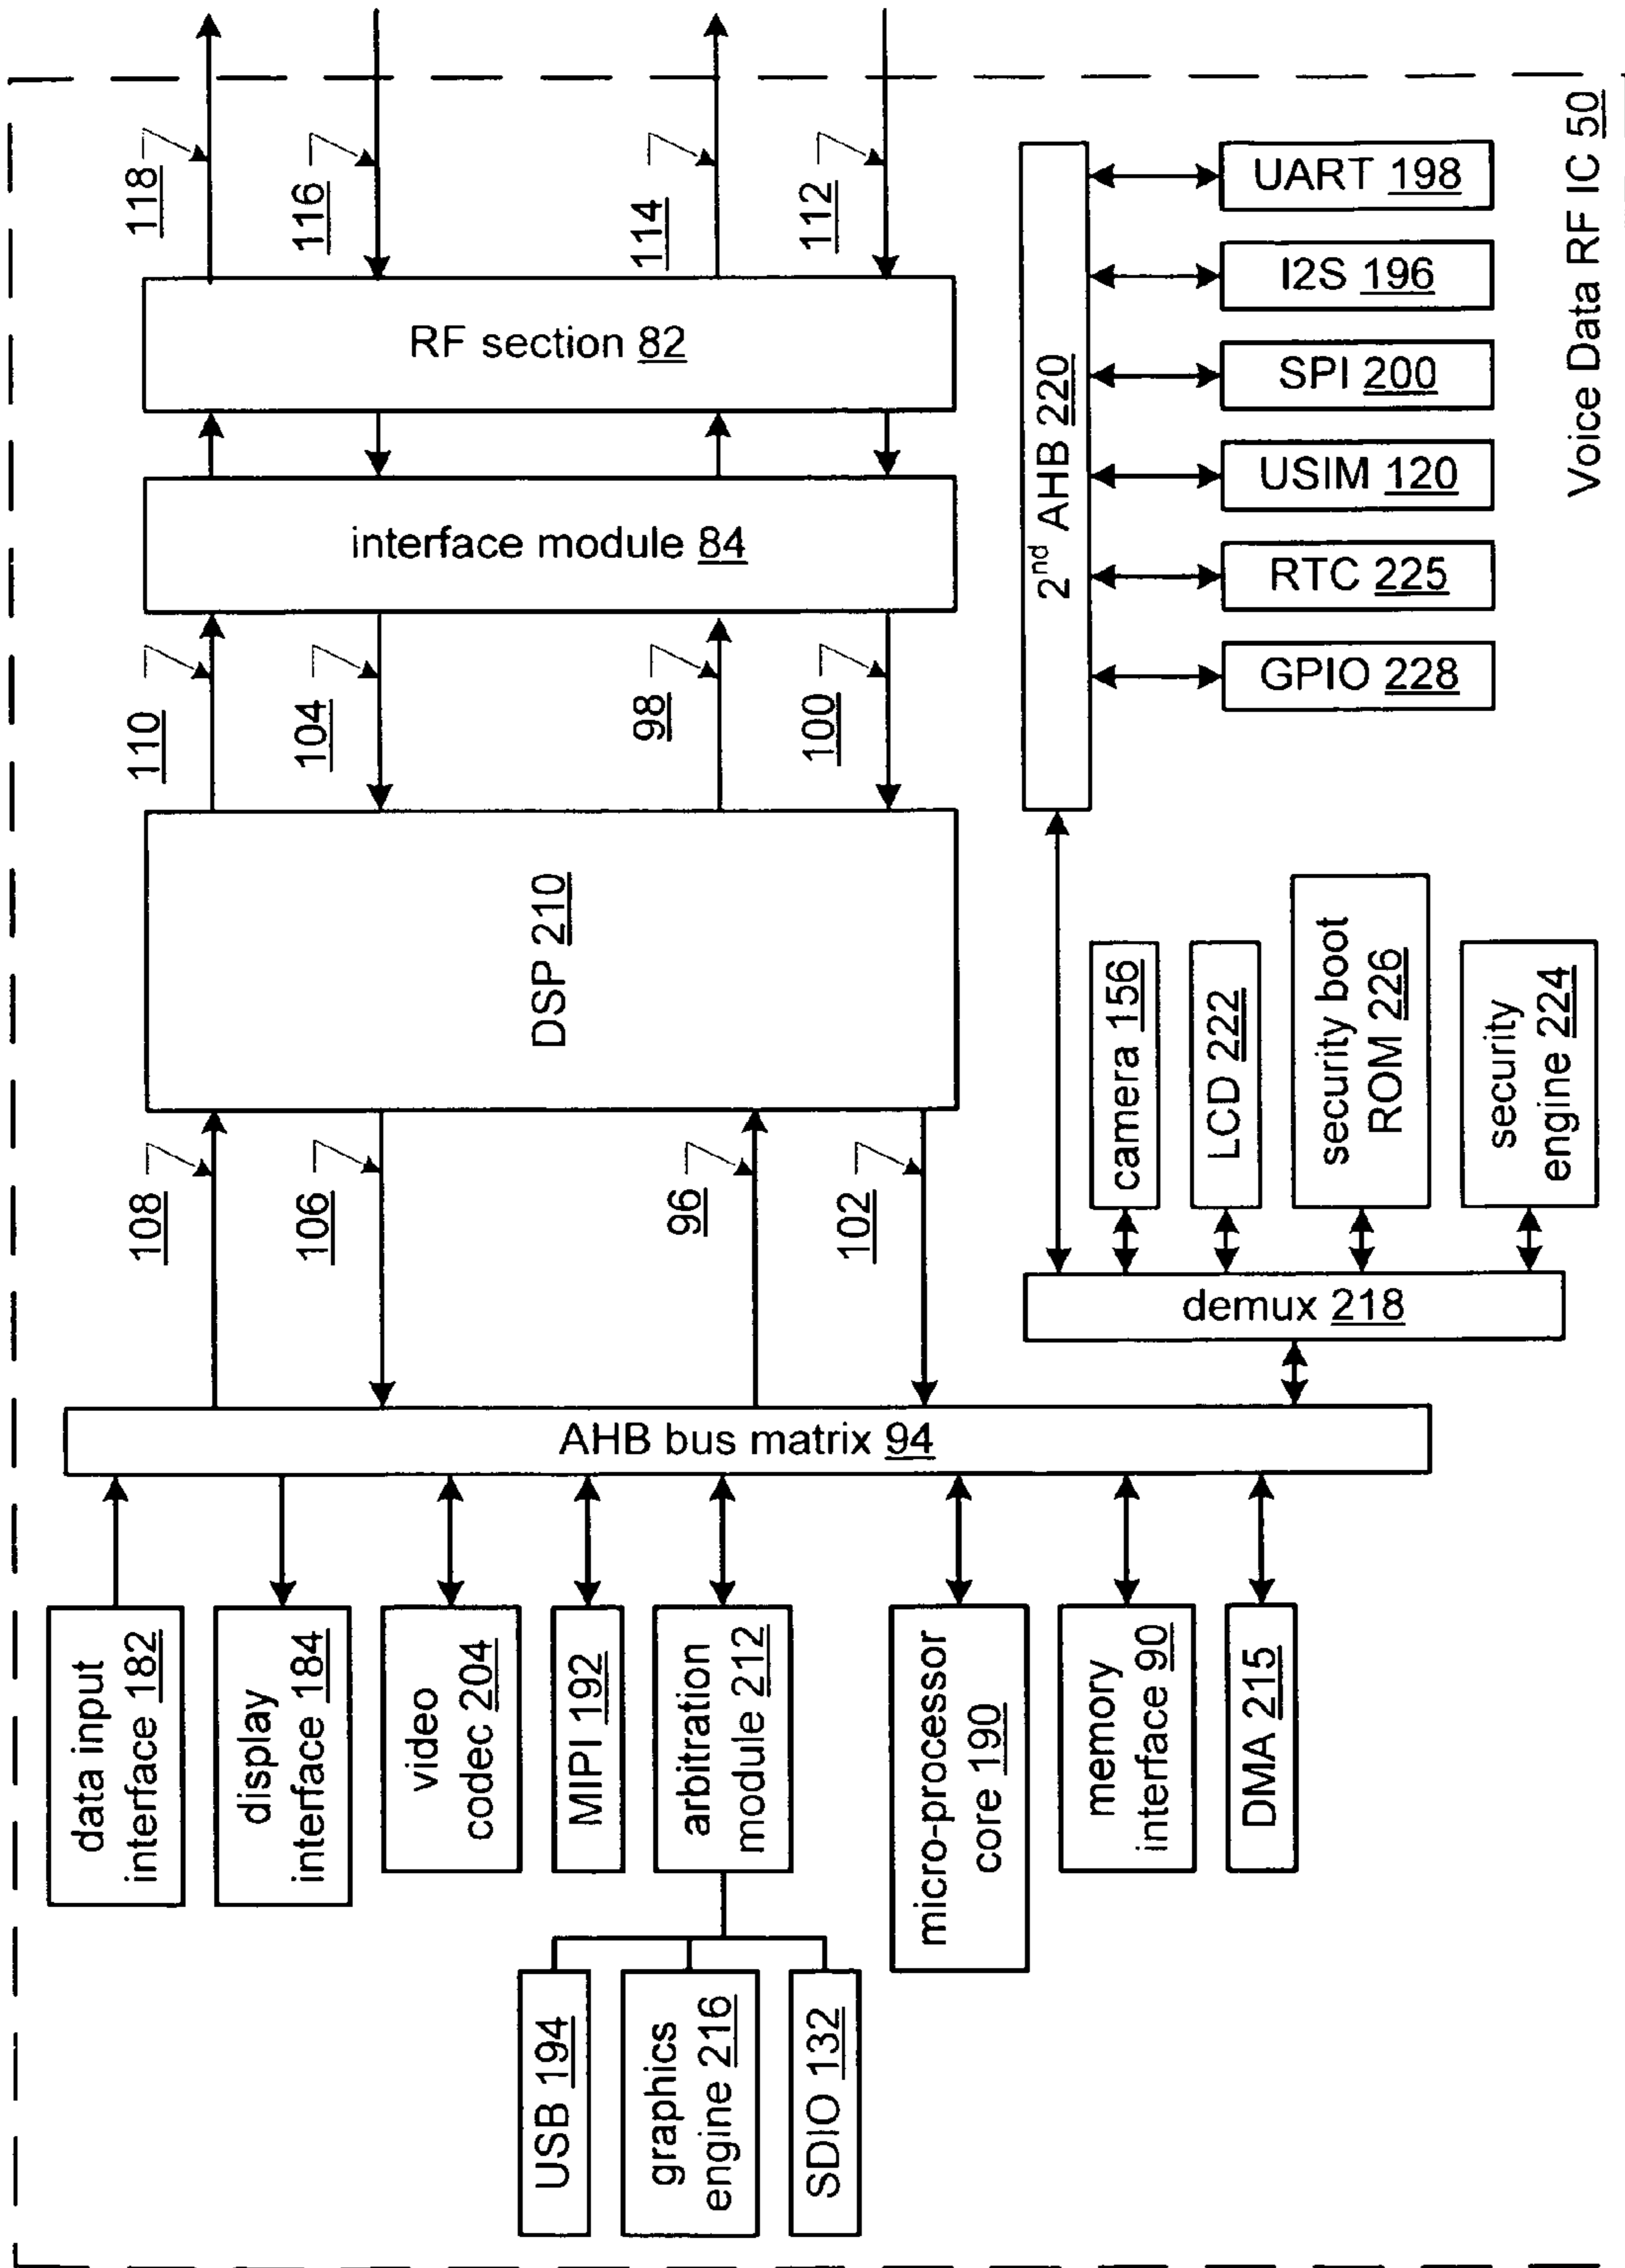 118
116
114
112
RF section 82
interface module 84
110
104
98
100
DSP 210
108
106
96
102
AHB bus matrix 94
data input
interface 182
display
interface 184
video
codec 204
MIPI 192
arbitration
module 212
USB 194
graphics
engine 216
SDIO 132
micro-processor
core 190
memory
interface 90
DMA 215
demux 218
camera 156
LCD 222
security boot
ROM 226
security
engine 224
2nd AHB 220
UART 198
I2S 196
SPI 200
USIM 120
RTC 225
GPIO 228
Voice Data RF IC 50